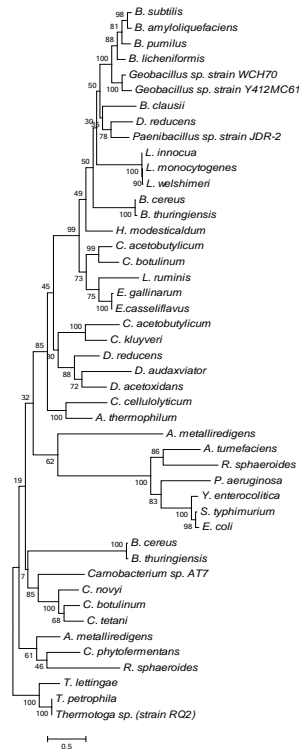 B. subtilis
B. amyloliquefaciens
B. pumilus
B. licheniformis
Geobacillus sp. strain WCH70
Geobacillus sp. strain Y412MC61
B. clausii
D. reducens
Paenibacillus sp. strain JDR-2
L. innocua
L. monocytogenes
L. welshimeri
B. cereus
B. thuringiensis
H. modesticaldum
C. acetobutylicum
C. botulinum
L. ruminis
E. gallinarum
E.casseliflavus
C. acetobutylicum
C. kluyveri
D. reducens
D. audaxviator
D. acetoxidans
C. cellulolyticum
A. thermophilum
A. metalliredigens
A. tumefaciens
R. sphaeroides
P. aeruginosa
Y. enterocolitica
S. typhimurium
E. coli
B. cereus
B. thuringiensis
Carnobacterium sp. AT7
C. novyi
C. botulinum
C. tetani
A. metalliredigens
C. phytofermentans
R. sphaeroides
T. lettingae
T. petrophila
Thermotoga sp. (strain RQ2)
98
81
88
100
100
50
30
78
100
90
50
100
49
99
99
73
75
100
45
100
85
30
88
72
100
32
62
86
100
83
100
98
19
100
7
85
100
68
61
46
100
100
0.5